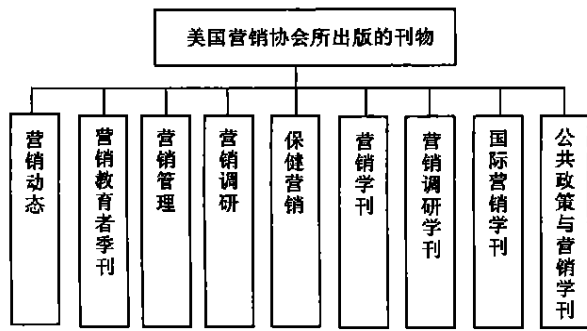 美国营销协会所出版的刊物
营销动态
营销教育者季刊
营销管理
营销调研
保健营销
营销学刊
营销调研学刊
国际营销学刊
公共政策与营销学刊